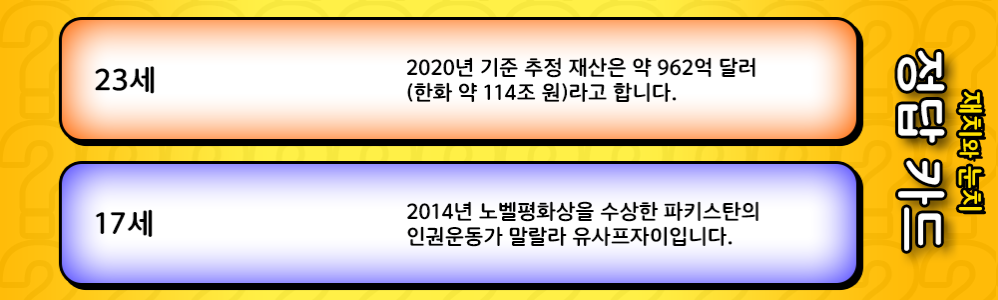 23세
2020년 기준 추정 재산은 약 962억 달러
(한화 약 114조 원)라고 합니다.
17세
2014년 노벨평화상을 수상한 파키스탄의
인권운동가 말랄라 유사프자이입니다.
재치와 눈치
정답 카드